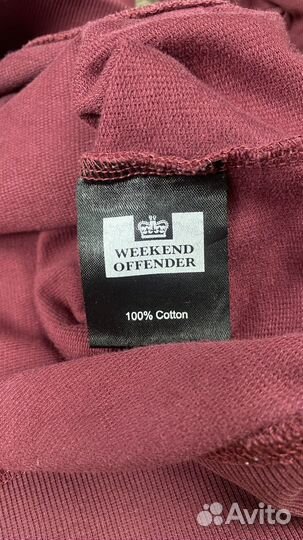 WEEKEND
OFFENDER
100% Cotton
Avito